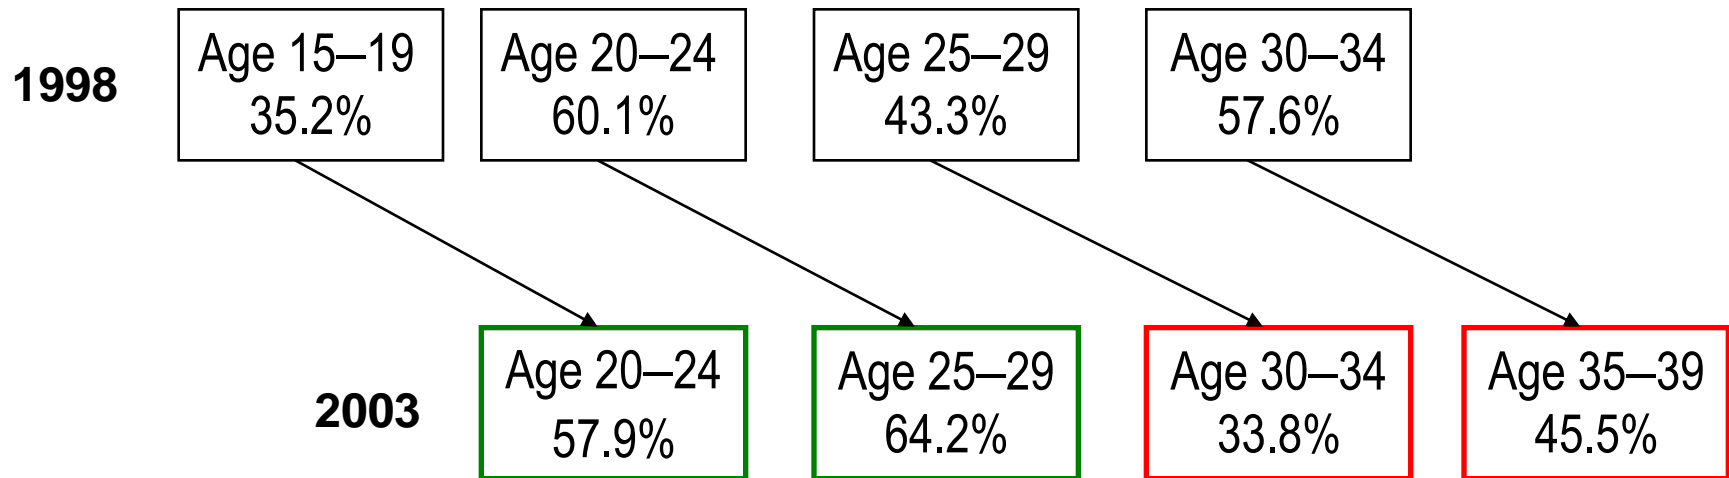 1998
Age 15–19
35.2%
Age 20–24
60.1%
Age 25–29
43.3%
Age 30–34
57.6%
2003
Age 20–24
57.9%
Age 25–29
64.2%
Age 30–34
33.8%
Age 35–39
45.5%